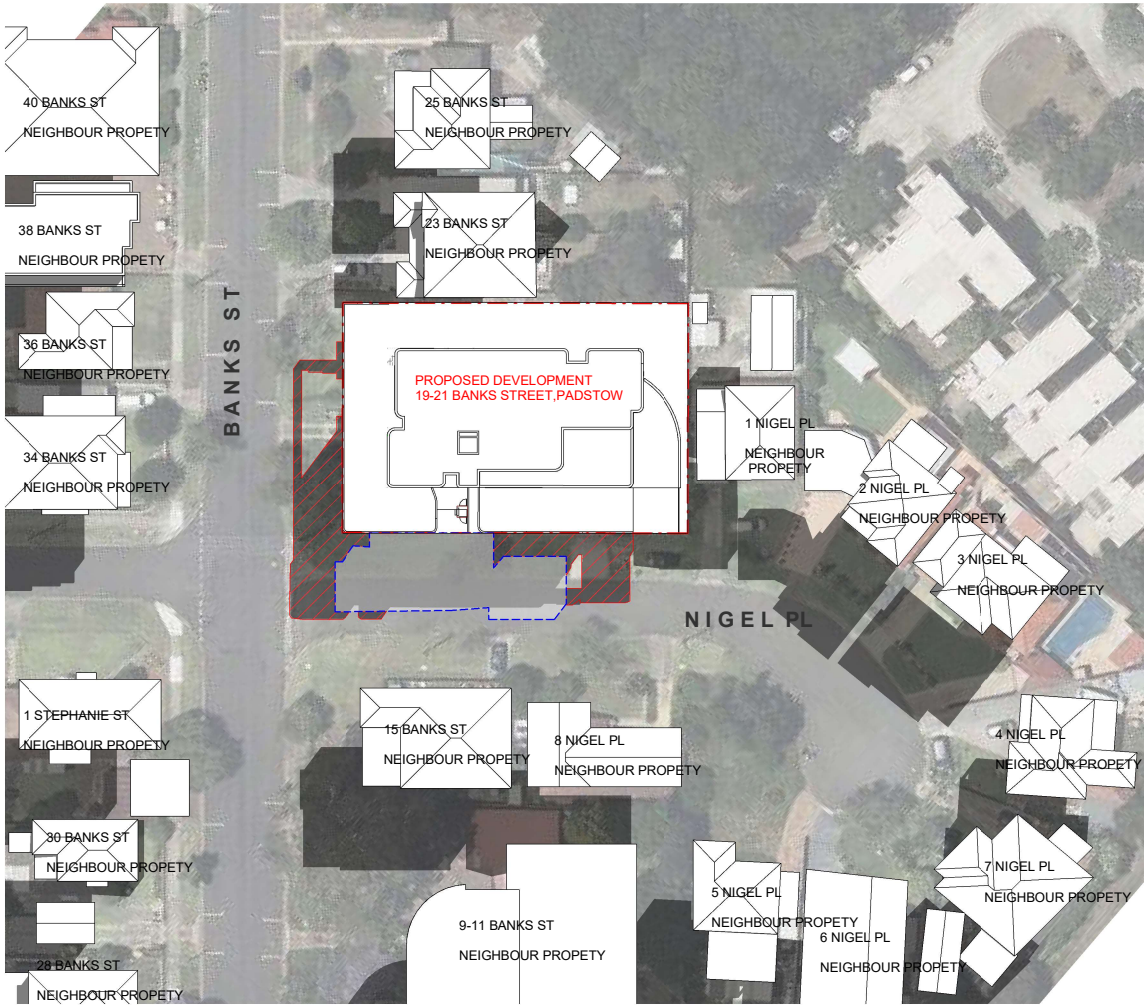 40 BANKS ST
NEIGHBOUR PROPETY
25 BANKS ST
NEIGHBOUR PROPETY
38 BANKS ST
NEIGHBOUR PROPETY
23 BANKS ST
NEIGHBOUR PROPETY
BANKS ST
36 BANKS ST
NEIGHBOUR PROPETY
PROPOSED DEVELOPMENT
19-21 BANKS STREET,PADSTOW
34 BANKS ST
NEIGHBOUR PROPETY
1 NIGEL PL
NEIGHBOUR
PROPETY
2 NIGEL PL
NEIGHBOUR PROPETY
3 NIGEL PL
NEIGHBOUR PROPETY
NIGEL PL
1 STEPHANIE ST
NEIGHBOUR PROPETY
15 BANKS ST
NEIGHBOUR PROPETY
8 NIGEL PL
NEIGHBOUR PROPETY
4 NIGEL PL
NEIGHBOUR PROPETY
30 BANKS ST
NEIGHBOUR PROPETY
5 NIGEL PL
NEIGHBOUR PROPETY
7 NIGEL PL
NEIGHBOUR PROPETY
9-11 BANKS ST
NEIGHBOUR PROPETY
6 NIGEL PL
NEIGHBOUR PROPETY
28 BANKS ST
NEIGHBOUR PROPETY